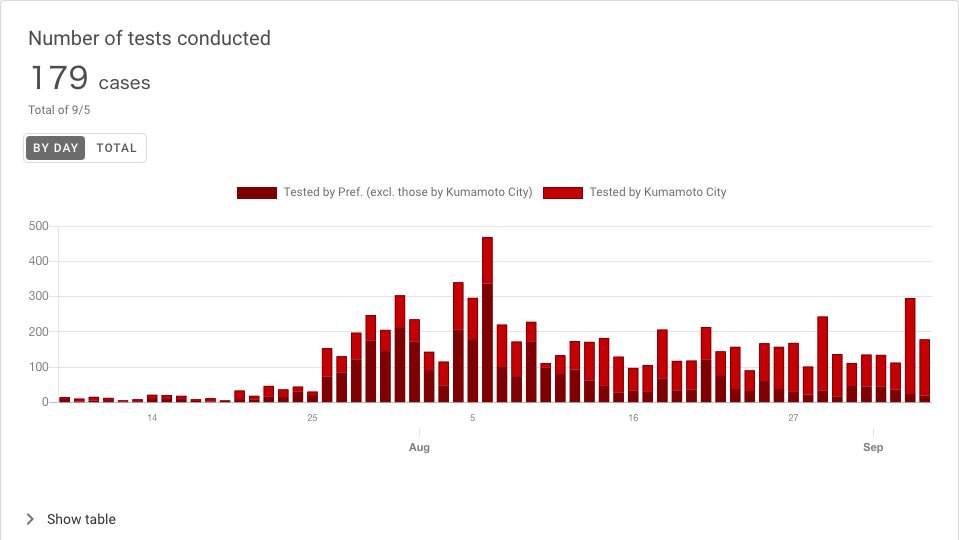 Number of tests conducted
179 cases
Total of 9/5
BY DAY TOTAL
Tested by Pref. (excl. those by Kumamoto City) Tested by Kumamoto City
500
400
300
200
100
0
14 25 5 16 27
Aug Sep
Show table